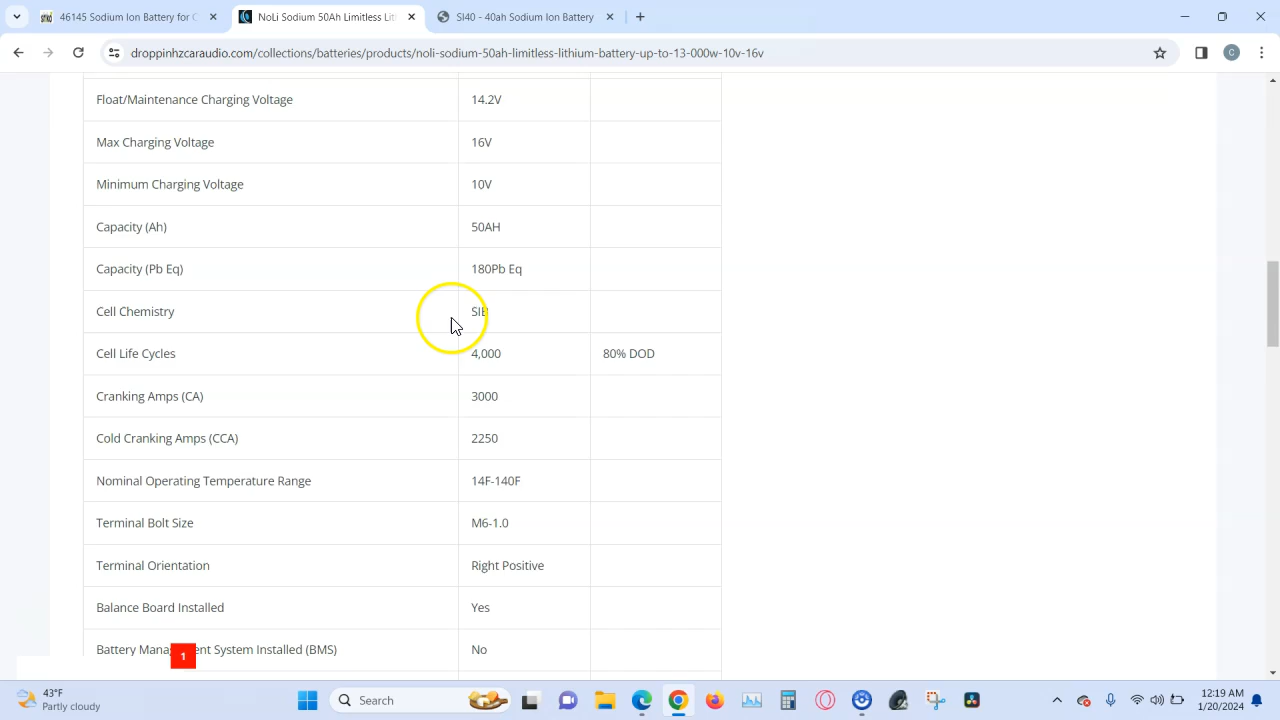 46145 Sodium Ion Battery for C
NoLi Sodium 50Ah Limitless Lit
SI40 - 40ah Sodium Ion Battery
droppinhzcaraudio.com/collections/batteries/products/noli-sodium-50ah-limitless-lithium-battery-up-to-13-000w-10v-16v
C
Float/Maintenance Charging Voltage 14.2V
Max Charging Voltage 16V
Minimum Charging Voltage 10V
Capacity (Ah) 50AH
Capacity (Pb Eq) 180Pb Eq
Cell Chemistry SIB
Cell Life Cycles 4,000 80% DOD
Cranking Amps (CA) 3000
Cold Cranking Amps (CCA) 2250
Nominal Operating Temperature Range 14F-140F
Terminal Bolt Size M6-1.0
Terminal Orientation Right Positive
Balance Board Installed Yes
Battery Management System Installed (BMS) No
1
43°F
Partly cloudy
Search
12:19 AM
1/20/2024